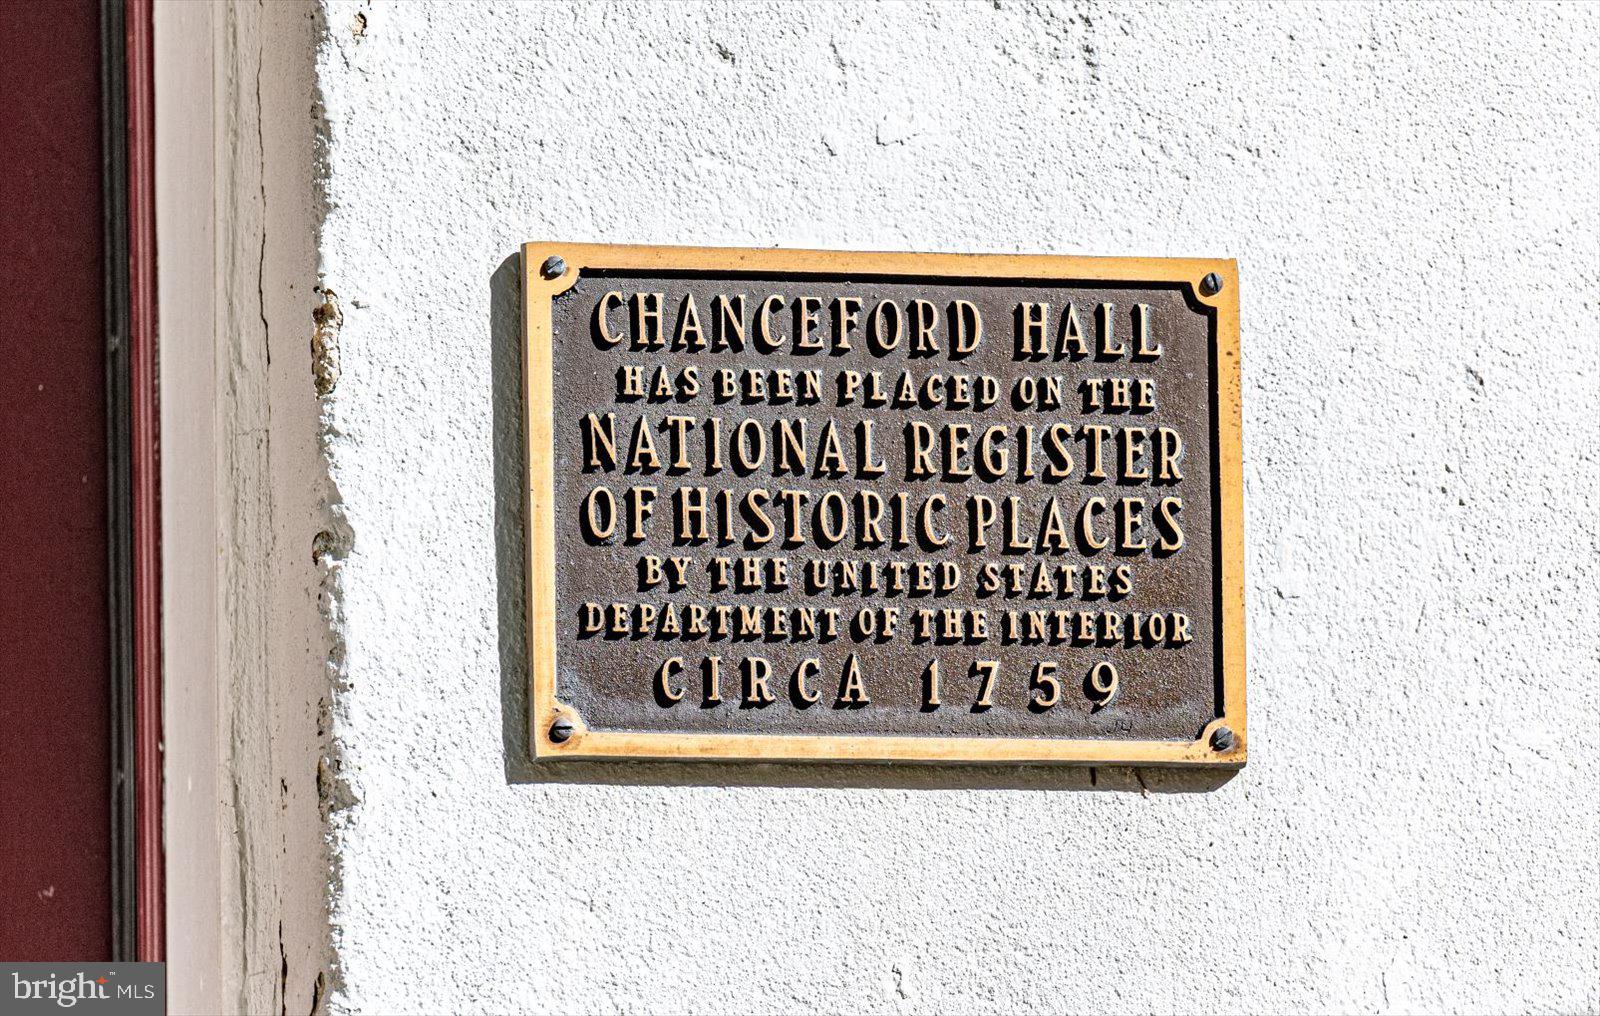 CHANCEFORD HALL
HAS BEEN PLACED ON THE
NATIONAL REGISTER
OF HISTORIC PLACES
BY THE UNITED STATES
DEPARTMENT OF THE INTERIOR
CIRCA 1759
bright™ MLS